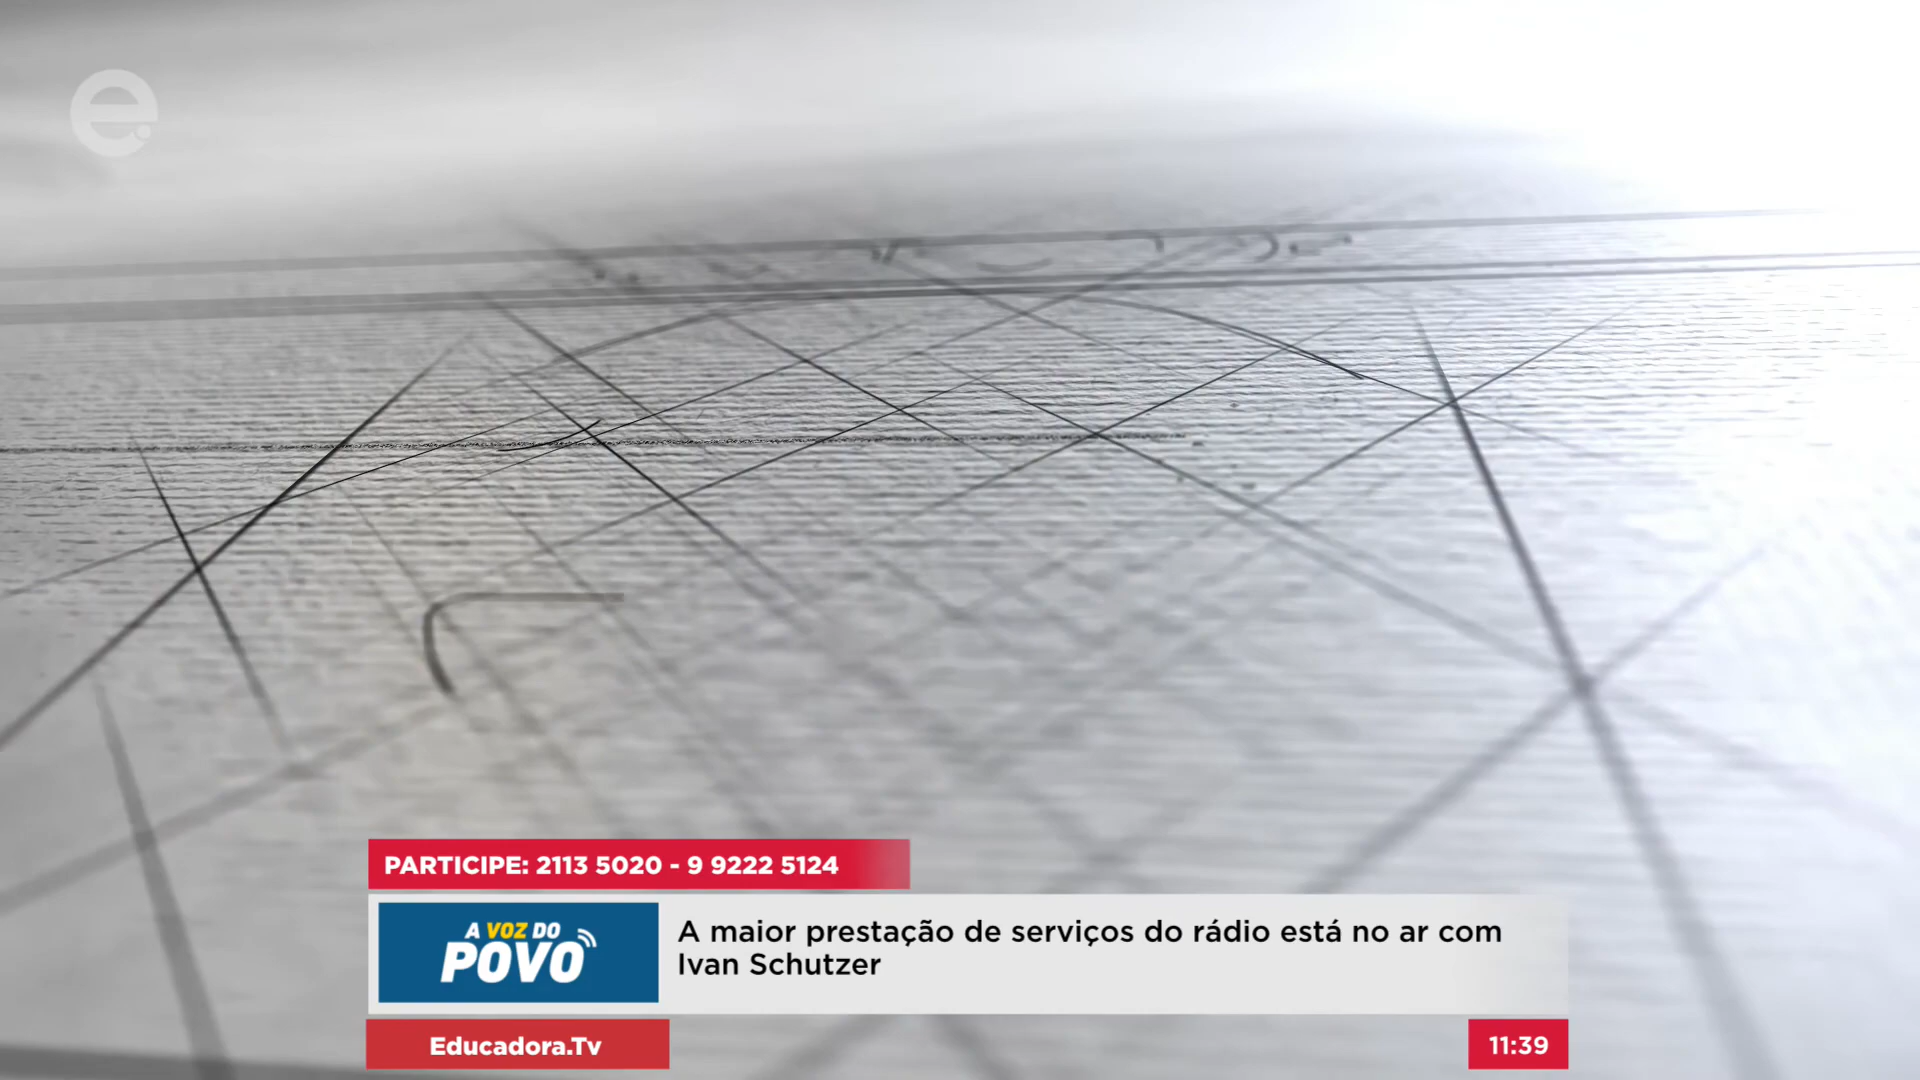 e
PARTICIPE: 2113 5020 - 9 9222 5124
A VOZ DO
POVO
A maior prestação de serviços do rádio está no ar com
Ivan Schutzer
Educadora.Tv
11:39